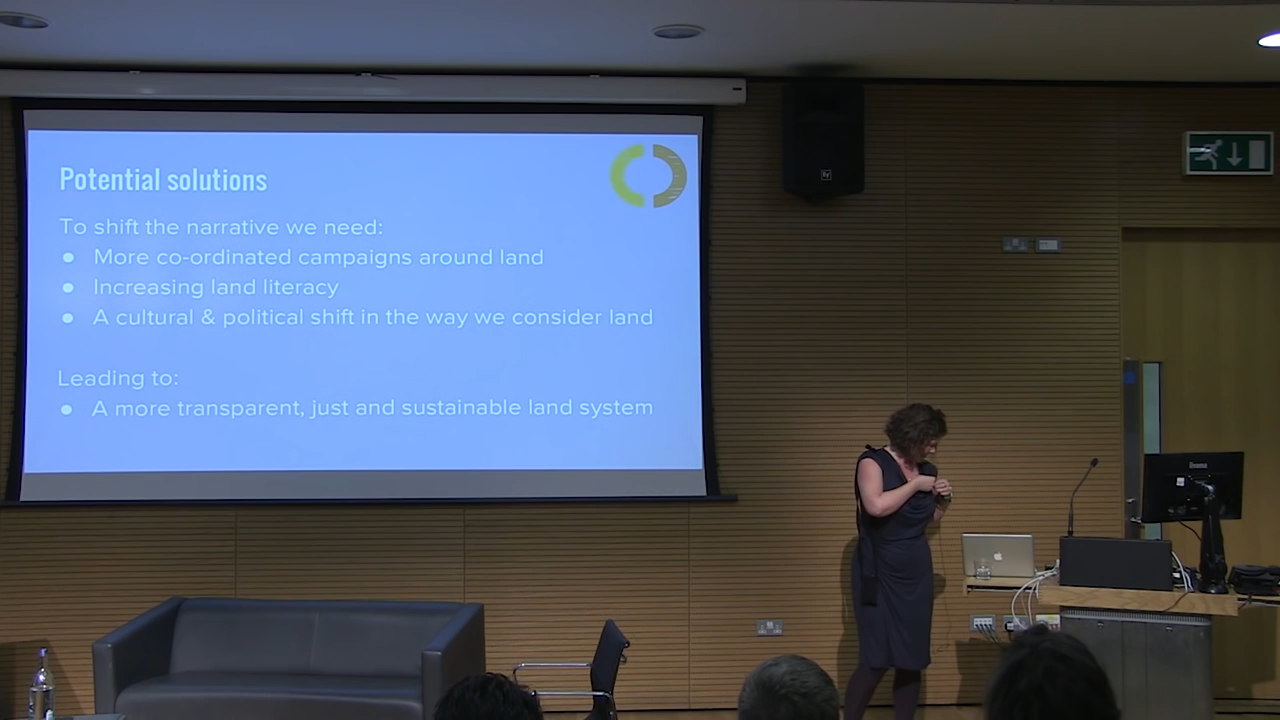 Potential solutions
To shift the narrative we need:
● More co-ordinated campaigns around land
● Increasing land literacy
● A cultural & political shift in the way we consider land
Leading to:
● A more transparent, just and sustainable land system